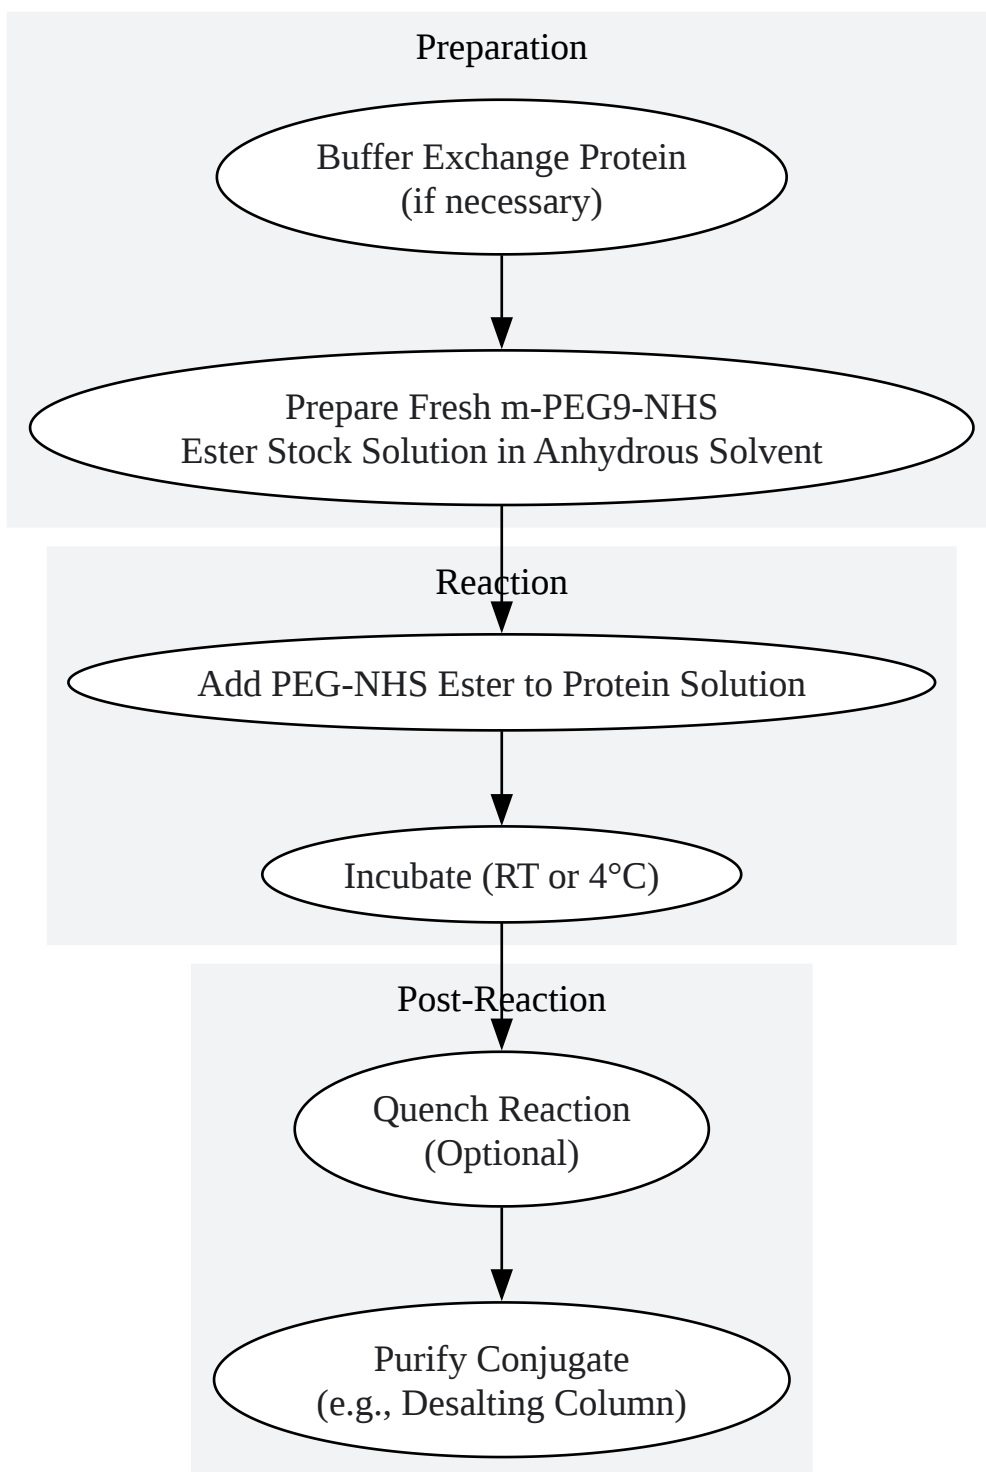 Preparation
Buffer Exchange Protein
(if necessary)
Prepare Fresh m-PEG9-NHS
Ester Stock Solution in Anhydrous Solvent
Reaction
Add PEG-NHS Ester to Protein Solution
Incubate (RT or 4°C)
Post-Reaction
Quench Reaction
(Optional)
Purify Conjugate
(e.g., Desalting Column)